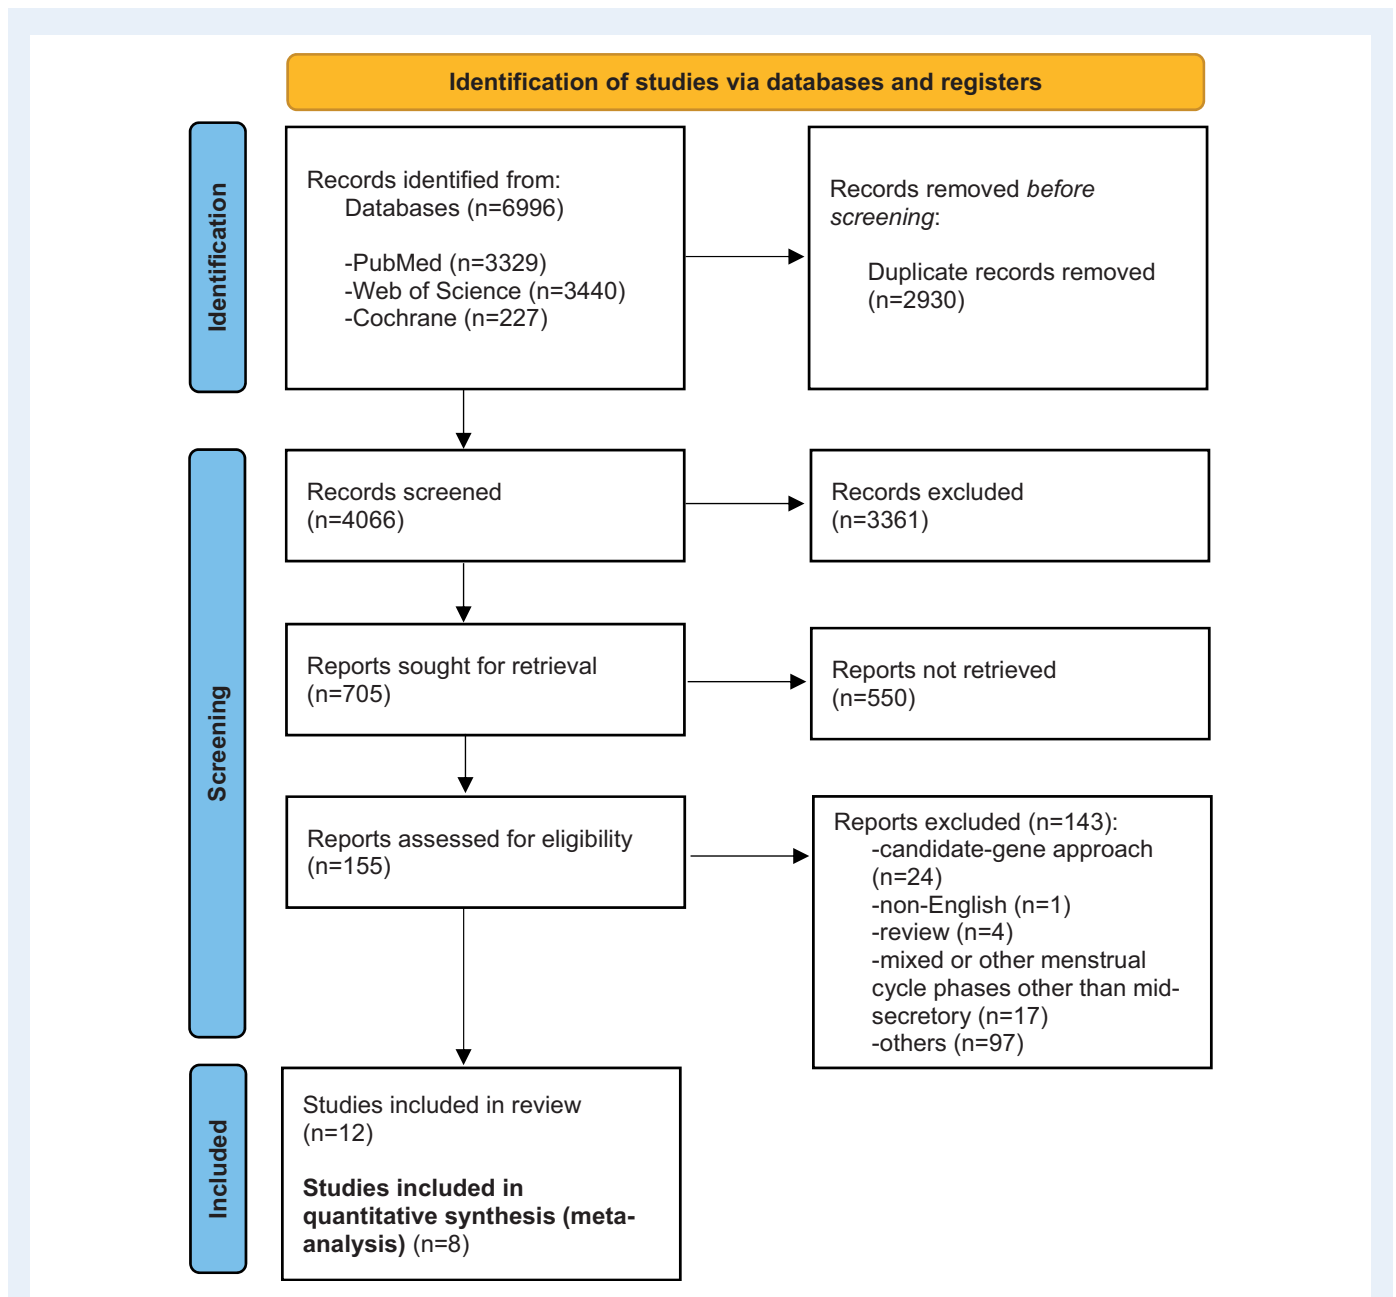 Identification of studies via databases and registers
Identification
Records identified from:
Databases (n=6996)
-PubMed (n=3329)
-Web of Science (n=3440)
-Cochrane (n=227)
Records removed before
screening:
Duplicate records removed
(n=2930)
Screening
Records screened
(n=4066)
Records excluded
(n=3361)
Reports sought for retrieval
(n=705)
Reports not retrieved
(n=550)
Reports assessed for eligibility
(n=155)
Reports excluded (n=143):
-candidate-gene approach
(n=24)
-non-English (n=1)
-review (n=4)
-mixed or other menstrual
cycle phases other than mid-
secretory (n=17)
-others (n=97)
Included
Studies included in review
(n=12)
Studies included in
quantitative synthesis (meta-
analysis) (n=8)